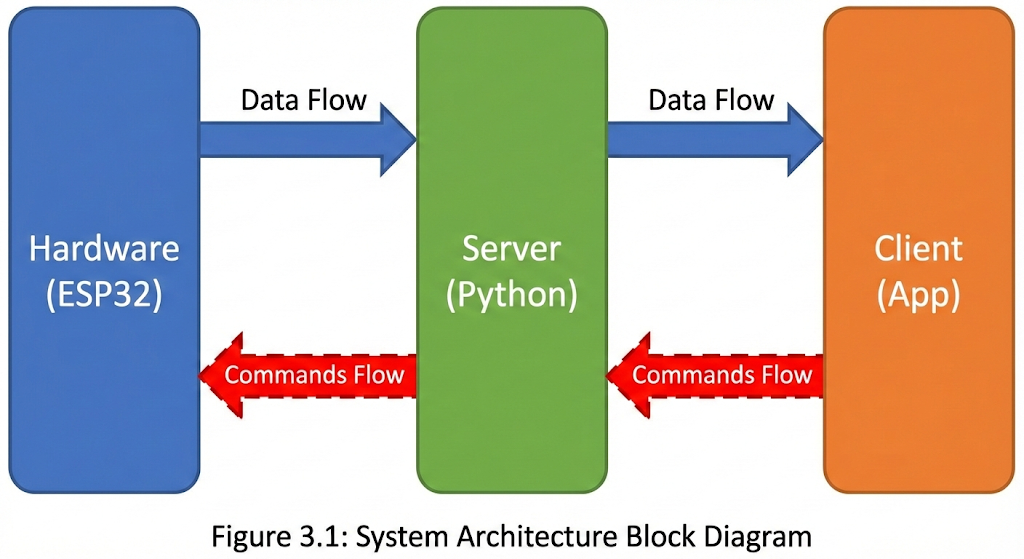 Data Flow
Data Flow
Hardware
(ESP32)
Server
(Python)
Client
(App)
Commands Flow
Commands Flow
Figure 3.1: System Architecture Block Diagram